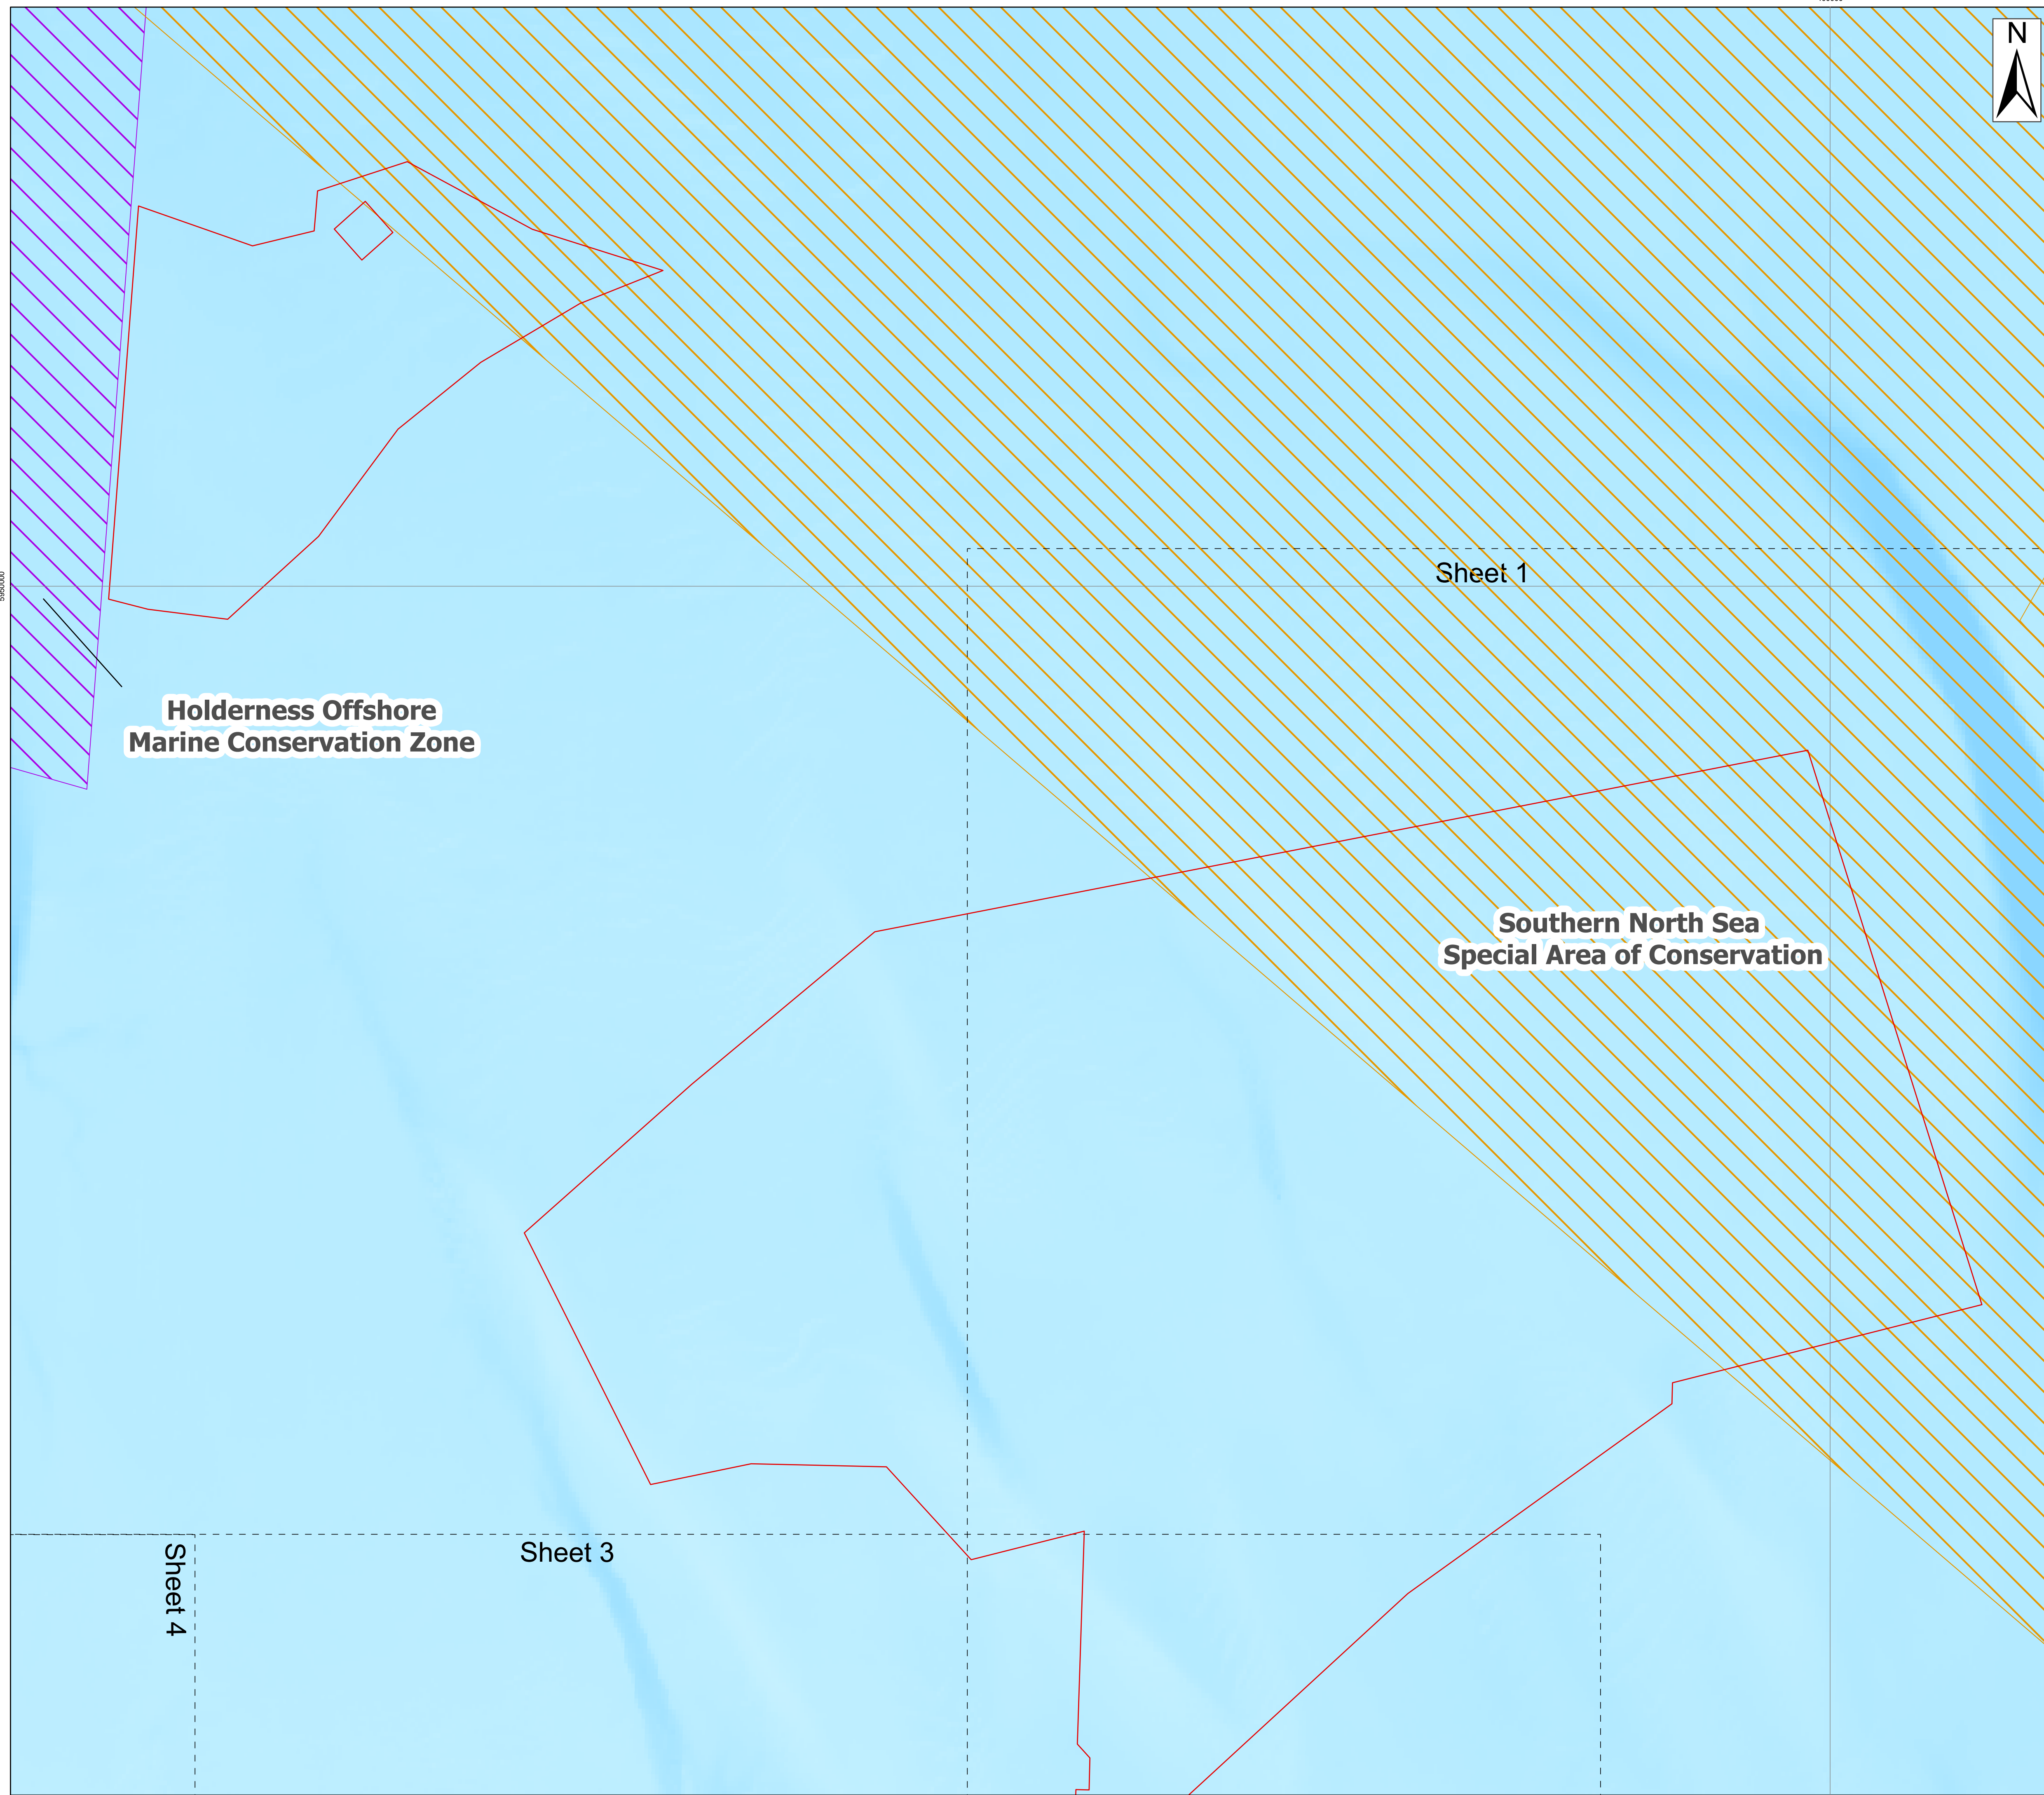 N
Sheet 1
Holderness Offshore
Marine Conservation Zone
Southern North Sea
Special Area of Conservation
Sheet 3
Sheet 4